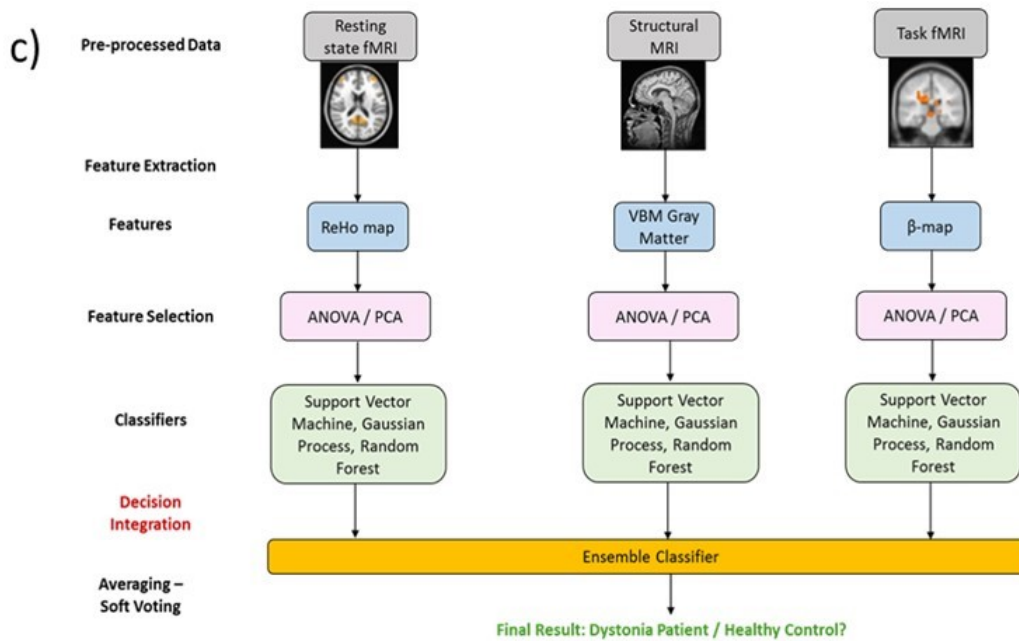 c)
Pre-processed Data
Resting
state fMRI
Structural
MRI
Task fMRI
Feature Extraction
Features
ReHo map
VBM Gray
Matter
β-map
Feature Selection
ANOVA / PCA
ANOVA / PCA
ANOVA / PCA
Classifiers
Support Vector
Machine, Gaussian
Process, Random
Forest
Support Vector
Machine, Gaussian
Process, Random
Forest
Support Vector
Machine, Gaussian
Process, Random
Forest
Decision
Integration
Ensemble Classifier
Averaging –
Soft Voting
Final Result: Dystonia Patient / Healthy Control?